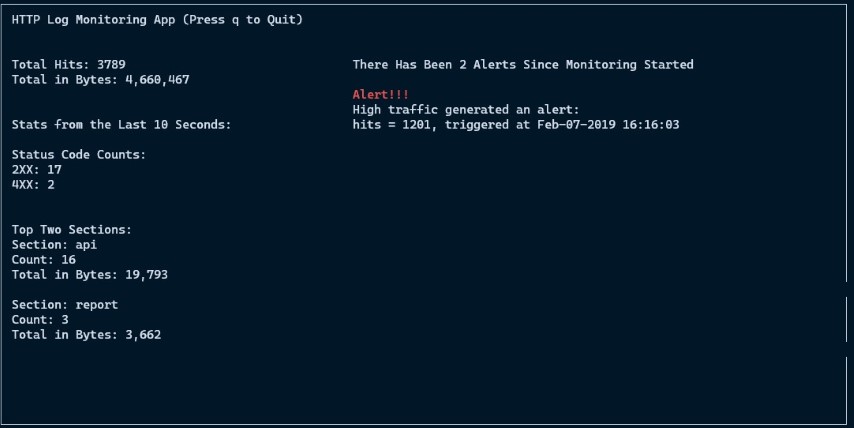 HTTP Log Monitoring App (Press q to Quit)
Total Hits: 3789
Total in Bytes: 4,660,467
Stats from the Last 10 Seconds:
Status Code Counts:
2XX: 17
4XX: 2
Top Two Sections:
Section: api
Count: 16
Total in Bytes: 19,793
Section: report
Count: 3
Total in Bytes: 3,662
There Has Been 2 Alerts Since Monitoring Started
Alert!!!
High traffic generated an alert:
hits = 1201, triggered at Feb-07-2019 16:16:03